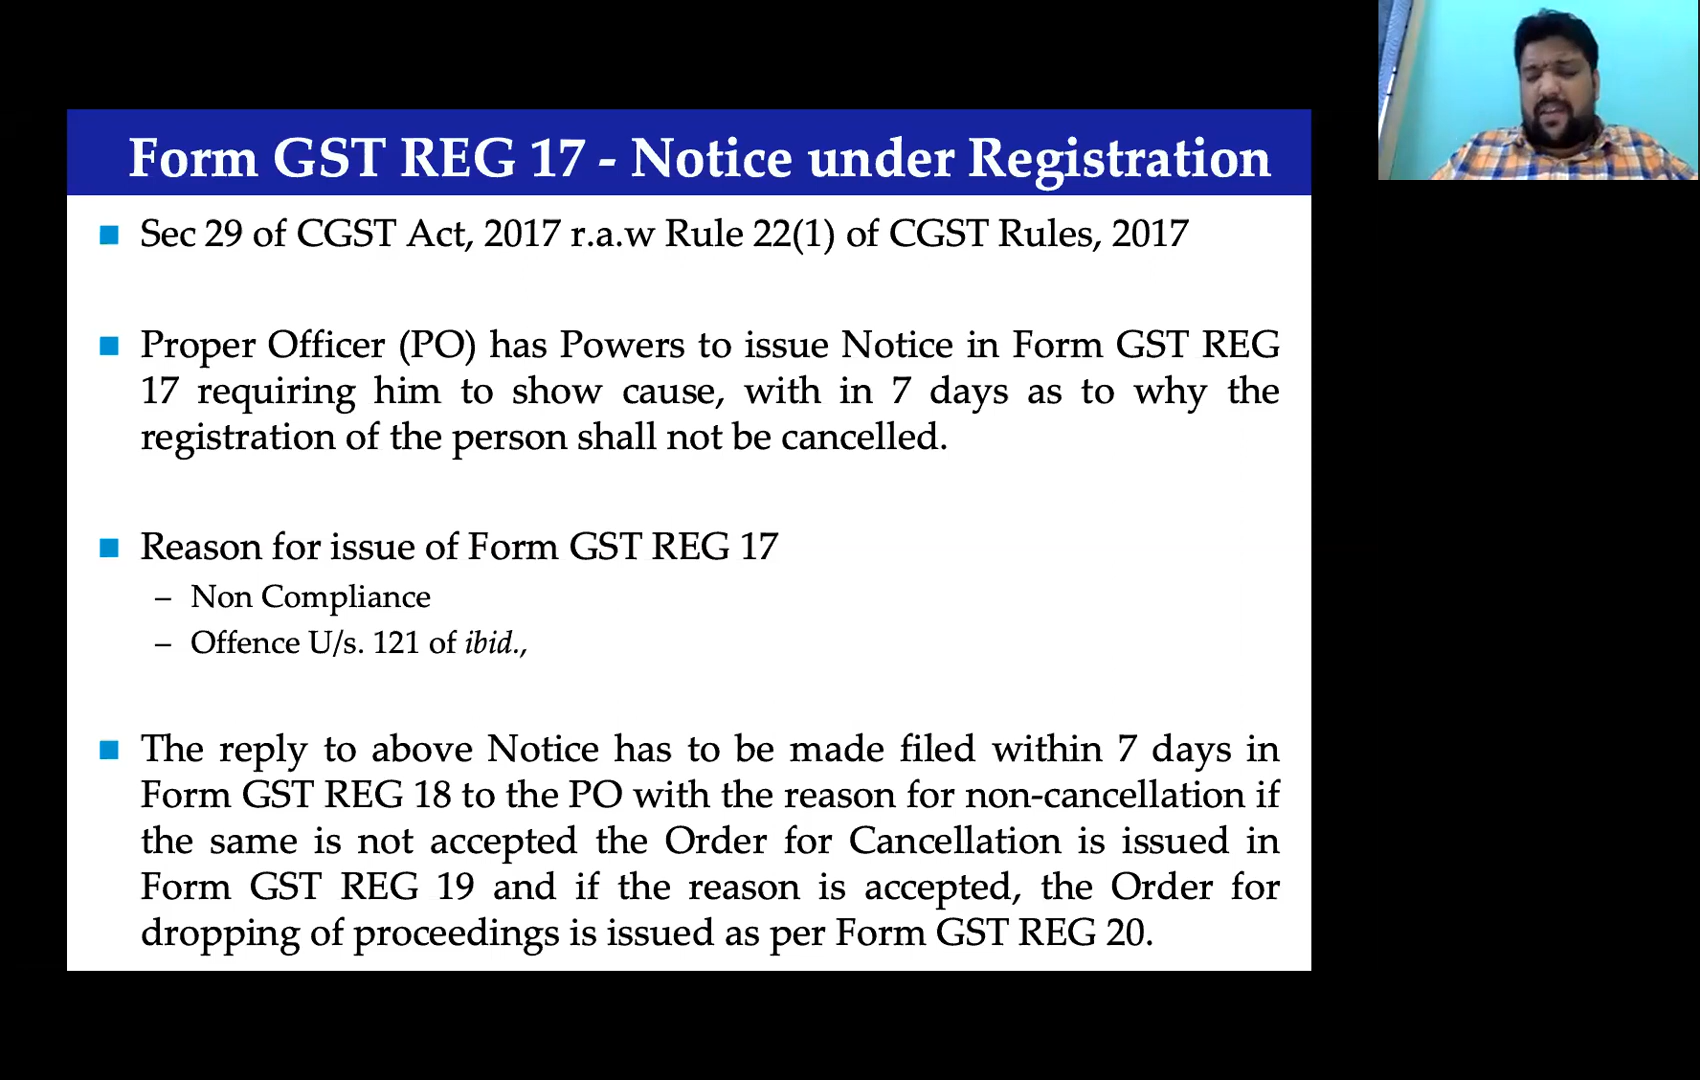 Form GST REG 17 - Notice under Registration
Sec 29 of CGST Act, 2017 r.a.w Rule 22(1) of CGST Rules, 2017
Proper Officer (PO) has Powers to issue Notice in Form GST REG
17 requiring him to show cause, with in 7 days as to why the
registration of the person shall not be cancelled.
Reason for issue of Form GST REG 17
– Non Compliance
– Offence U/s. 121 of ibid.,
The reply to above Notice has to be made filed within 7 days in
Form GST REG 18 to the PO with the reason for non-cancellation if
the same is not accepted the Order for Cancellation is issued in
Form GST REG 19 and if the reason is accepted, the Order for
dropping of proceedings is issued as per Form GST REG 20.